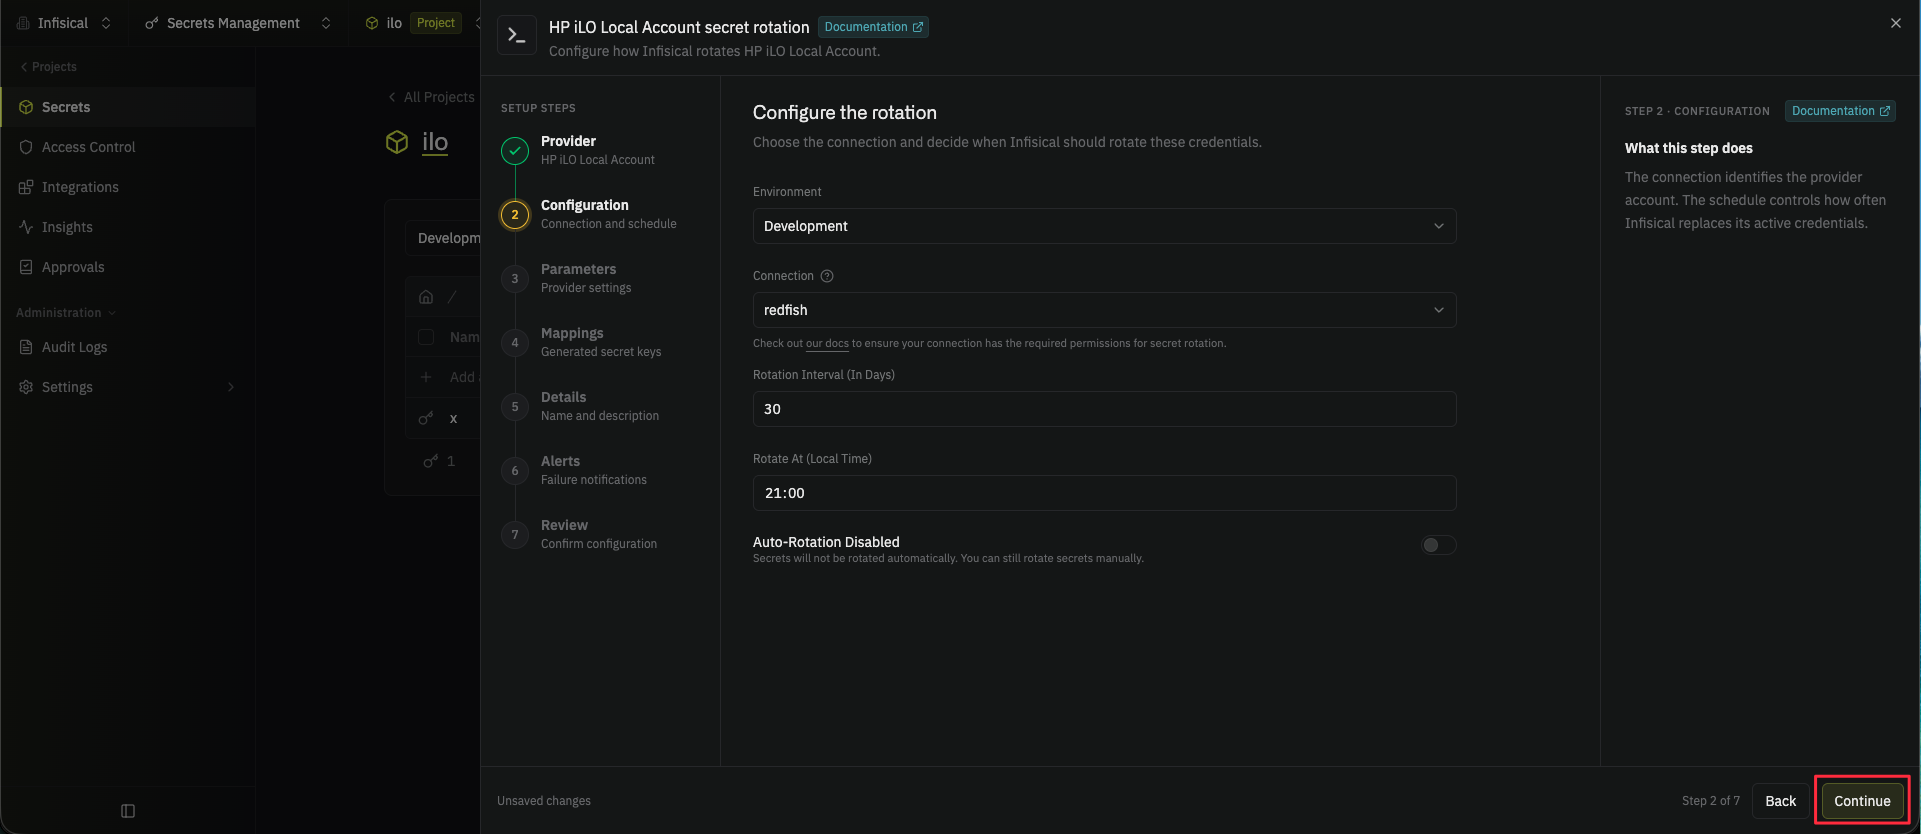 Infisical
Secrets Management
ilo
Project
HP iLO Local Account secret rotation
Documentation
Configure how Infisical rotates HP iLO Local Account.
Projects
Secrets
Access Control
Integrations
Insights
Approvals
Administration
Audit Logs
Settings
All Projects
ilo
Developm
/
Nam
Add a
x
1
SETUP STEPS
Provider
HP iLO Local Account
2
Configuration
Connection and schedule
3
Parameters
Provider settings
4
Mappings
Generated secret keys
5
Details
Name and description
6
Alerts
Failure notifications
7
Review
Confirm configuration
Configure the rotation
Choose the connection and decide when Infisical should rotate these credentials.
Environment
Development
Connection
redfish
Check out our docs to ensure your connection has the required permissions for secret rotation.
Rotation Interval (In Days)
30
Rotate At (Local Time)
21:00
Auto-Rotation Disabled
Secrets will not be rotated automatically. You can still rotate secrets manually.
STEP 2 · CONFIGURATION
Documentation
What this step does
The connection identifies the provider
account. The schedule controls how often
Infisical replaces its active credentials.
Unsaved changes
Step 2 of 7
Back
Continue